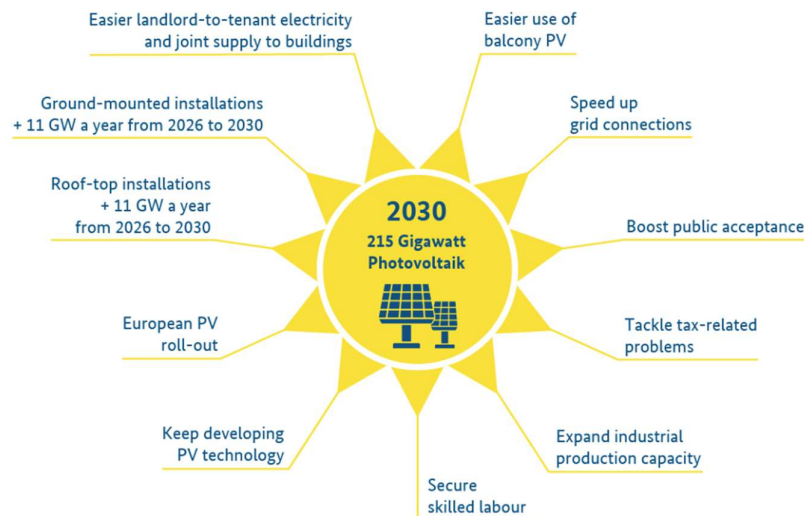 Easier landlord-to-tenant electricity
and joint supply to buildings
Easier use of
balcony PV
Ground-mounted installations
+ 11 GW a year from 2026 to 2030
Speed up
grid connections
Roof-top installations
+ 11 GW a year
from 2026 to 2030
2030
215 Gigawatt
Photovoltaik
Boost public acceptance
European PV
roll-out
Tackle tax-related
problems
Keep developing
PV technology
Expand industrial
production capacity
Secure
skilled labour